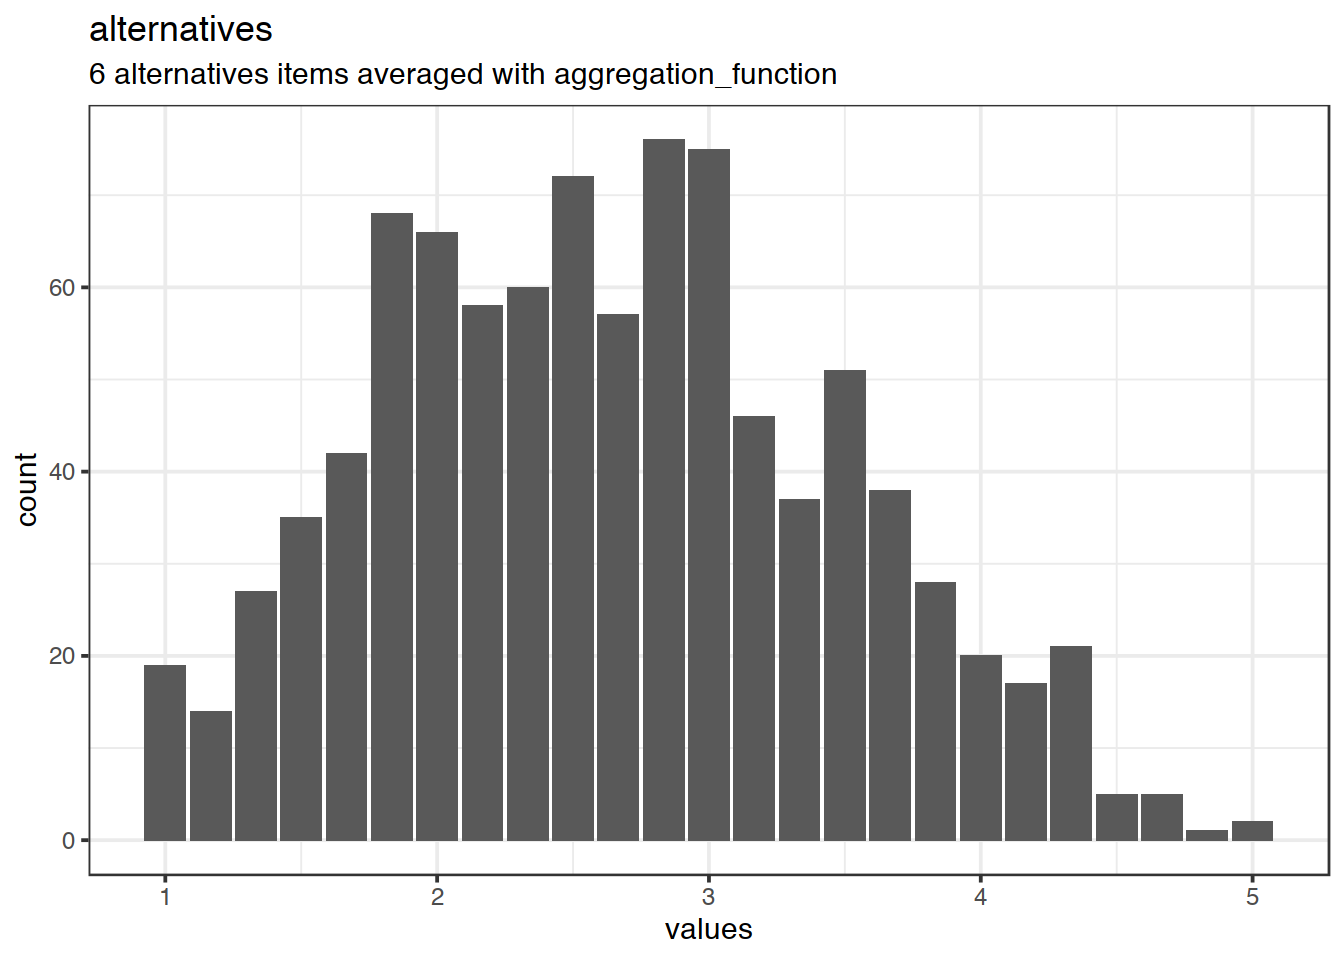 alternatives
6 alternatives items averaged with aggregation_function
60
40
20
0
count
1 2 3 4 5
values